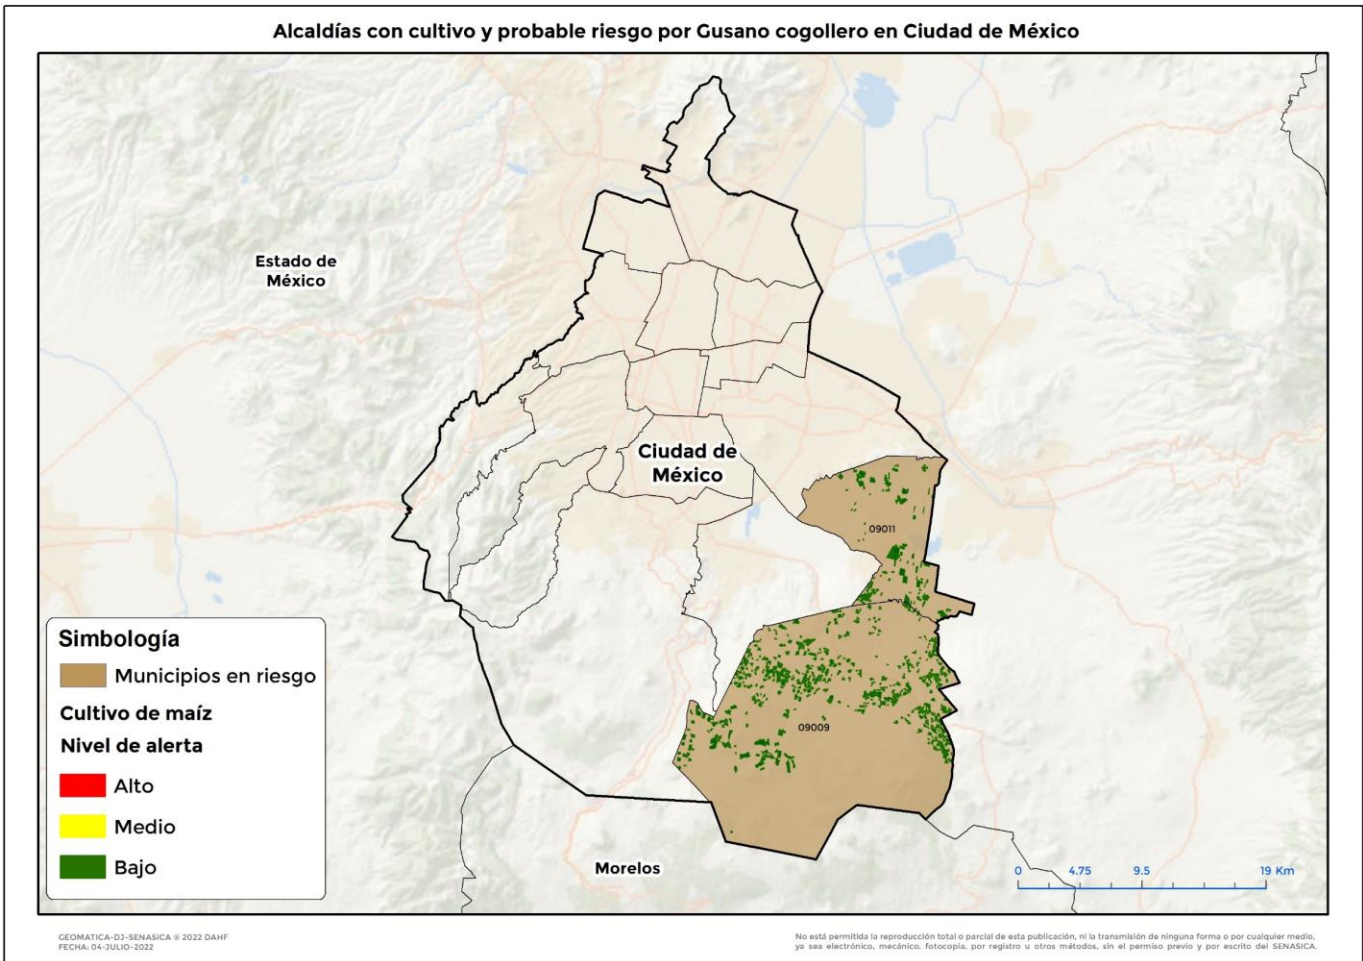 Alcaldías con cultivo y probable riesgo por Gusano cogollero en Ciudad de México
Estado de
México
Ciudad de
México
09011
09009
Morelos
Simbología
Municipios en riesgo
Cultivo de maíz
Nivel de alerta
Alto
Medio
Bajo
0 4.75 9.5 19 Km
GEOMATICA-DJ-SENASICA ® 2022 DAHF
FECHA: 04-JULIO-2022
No está permitida la reproducción total o parcial de esta publicación, ni la transmisión de ninguna forma o por cualquier medio,
ya sea electrónico, mecánico, fotocopia, por registro u otros métodos, sin el permiso previo y por escrito del SENASICA.